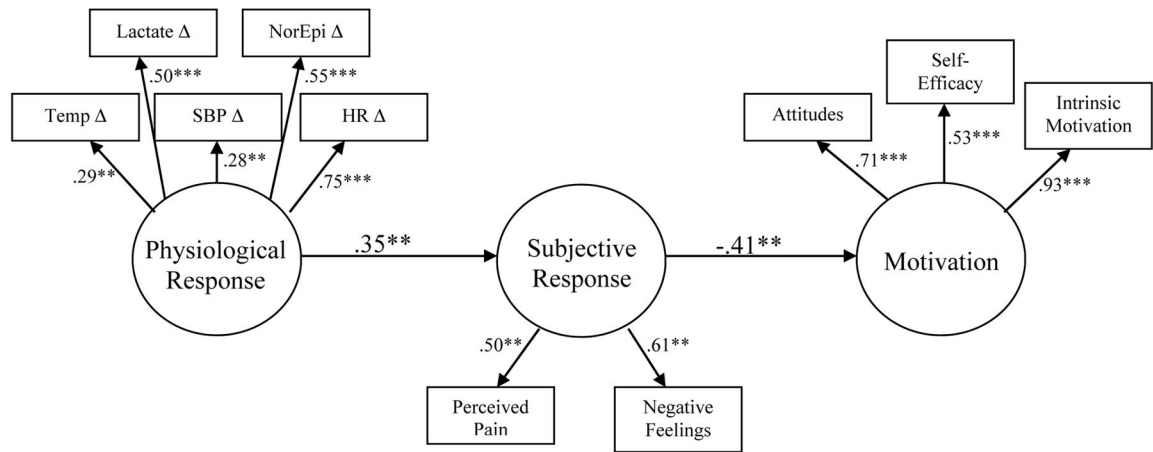 Lactate Δ
NorEpi Δ
.50***
.55***
Temp Δ
SBP Δ
HR Δ
.29**
.28**
.75***
Physiological
Response
.35**
Subjective
Response
-.41**
Motivation
Attitudes
Self-
Efficacy
Intrinsic
Motivation
.71***
.53***
.93***
.50**
.61**
Perceived
Pain
Negative
Feelings